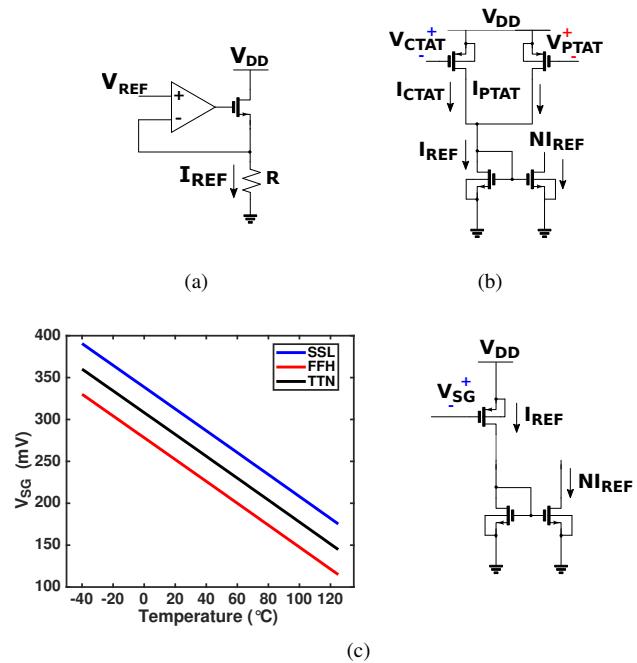 V_DD
V_REF
+
-
I_REF
R
(a)
V_DD
+
V_CTAT
-
+
V_PTAT
-
I_CTAT
I_PTAT
I_REF
NI_REF
(b)
400
350
300
250
200
150
100
V_SG (mV)
SSL
FFH
TTN
-40 -20 0 20 40 60 80 100 120
Temperature (°C)
V_DD
+
V_SG
-
I_REF
NI_REF
(c)